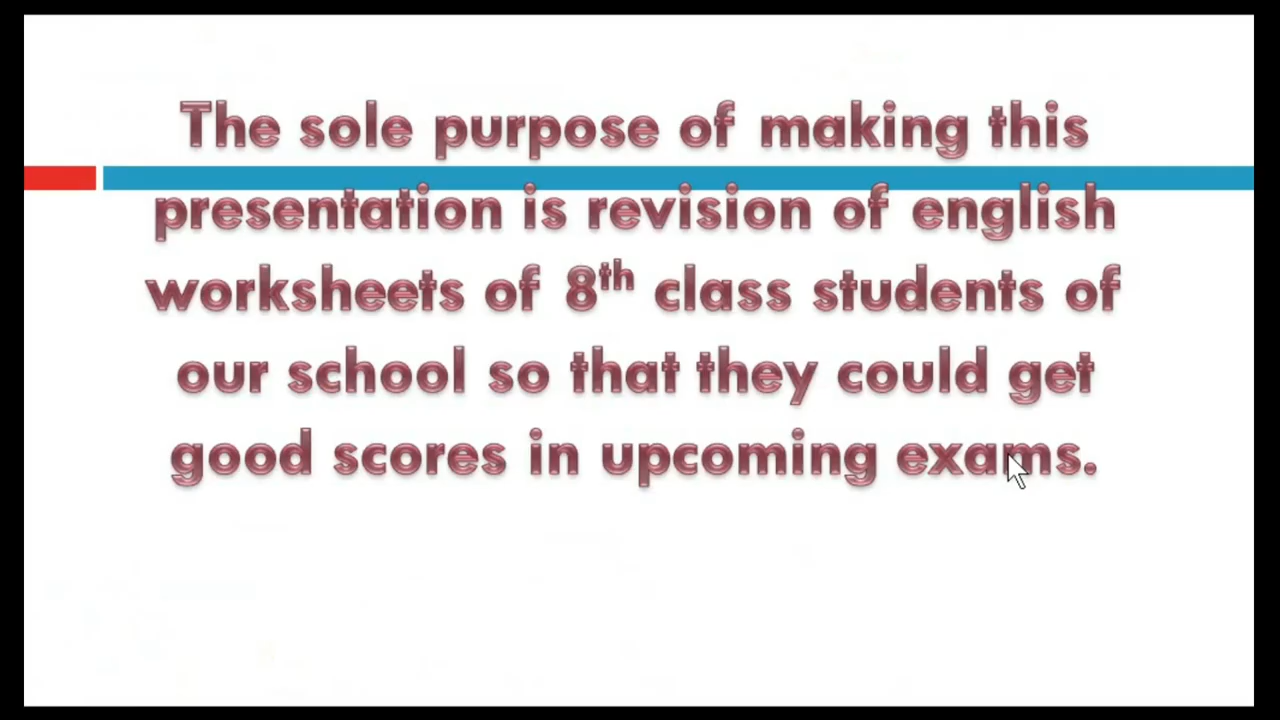 The sole purpose of making this
presentation is revision of english
worksheets of 8th class students of
our school so that they could get
good scores in upcoming exams.